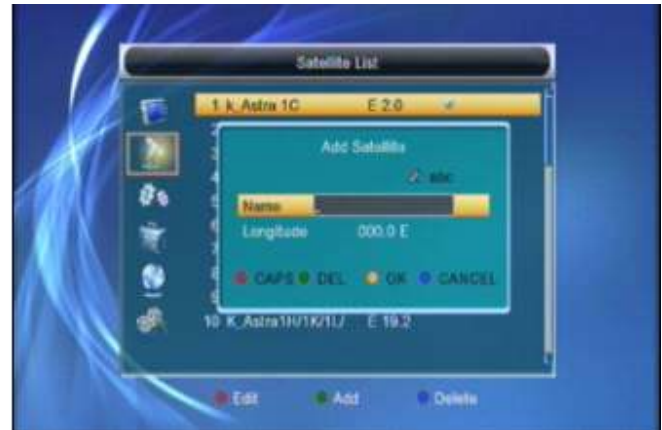 Satellite List
1 k_Astra 1C E 2.0
Add Satellite
abc
Name
Longitude 000.0 E
CAPS DEL OK CANCEL
10 K_Astra1H/1K/1L/ E 19.2
Edit Add Delete